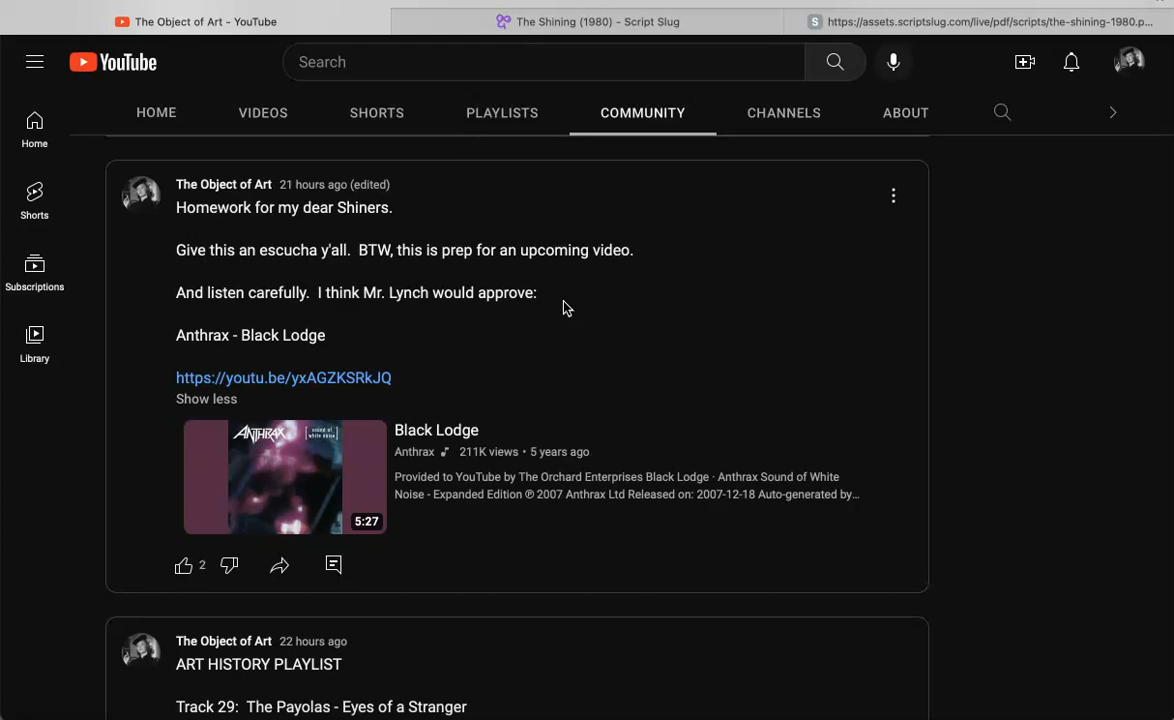 The Object of Art - YouTube
The Shining (1980) - Script Slug
S https://assets.scriptslug.com/live/pdf/scripts/the-shining-1980.p...
YouTube
Search
HOME
VIDEOS
SHORTS
PLAYLISTS
COMMUNITY
CHANNELS
ABOUT
Home
Shorts
Subscriptions
Library
The Object of Art 21 hours ago (edited)
Homework for my dear Shiners.
Give this an escucha y'all. BTW, this is prep for an upcoming video.
And listen carefully. I think Mr. Lynch would approve:
Anthrax - Black Lodge
https://youtu.be/yxAGZKSRkJQ
Show less
ANTHRAX
[sound of white noise]
5:27
Black Lodge
Anthrax 211K views • 5 years ago
Provided to YouTube by The Orchard Enterprises Black Lodge · Anthrax Sound of White
Noise - Expanded Edition ℗ 2007 Anthrax Ltd Released on: 2007-12-18 Auto-generated by...
2
The Object of Art 22 hours ago
ART HISTORY PLAYLIST
Track 29: The Payolas - Eyes of a Stranger